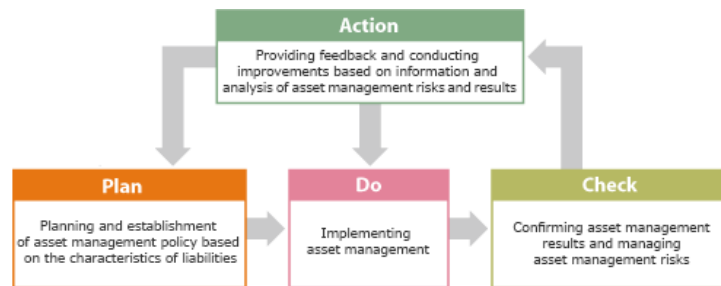 Action
Providing feedback and conducting
improvements based on information and
analysis of asset management risks and results
Plan
Planning and establishment
of asset management policy based
on the characteristics of liabilities
Do
Implementing
asset management
Check
Confirming asset management
results and managing
asset management risks